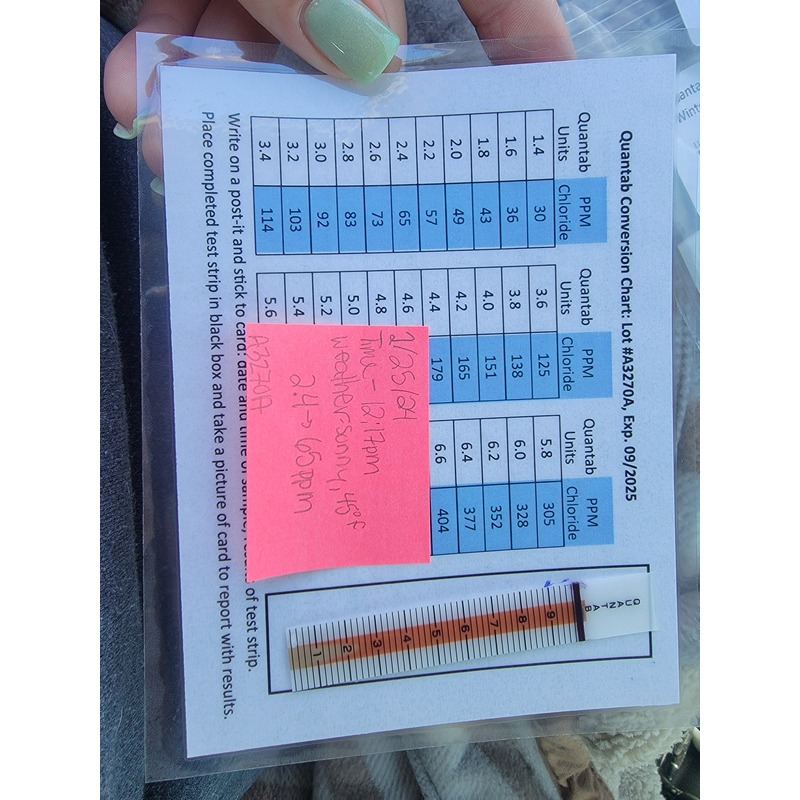 Quantab Conversion Chart: Lot #A3270A, Exp. 09/2025
Quantab Units PPM Chloride Quantab Units PPM Chloride Quantab Units PPM Chloride
1.4 30 3.6 125 5.8 305
1.6 36 3.8 138 6.0 328
1.8 43 4.0 151 6.2 352
2.0 49 4.2 165 6.4 377
2.2 57 4.4 179 6.6 404
2.4 65 4.6
2.6 73 4.8
2.8 83 5.0
3.0 92 5.2
3.2 103 5.4
3.4 114 5.6
1/25/24
Time - 12:17pm
Weather-sunny, 45°F
2.4 → 65ppm
A3270A
Write on a post-it and stick to card: date and time of sample, of test strip.
Place completed test strip in black box and take a picture of card to report with results.
QUANTAB
9
8
7
6
5
4
3
2
1